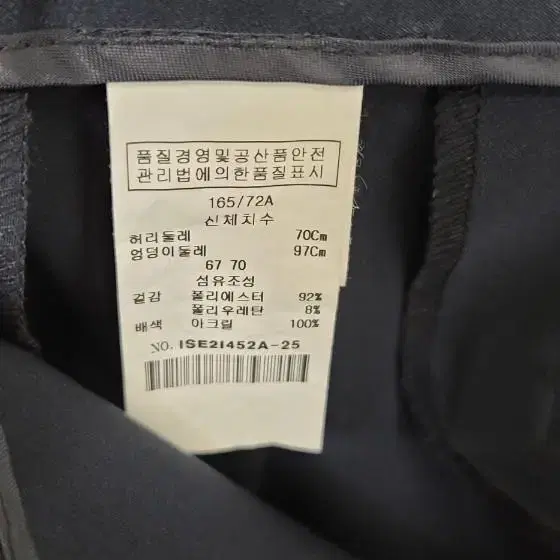 품질경영및공산품안전
관리법에의한품질표시
165/72A
신체치수
허리둘레 70Cm
엉덩이둘레 97Cm
67 70
섬유조성
겉감 폴리에스터 92%
폴리우레탄 8%
배색 아크릴 100%
NO. ISE2I452A-25